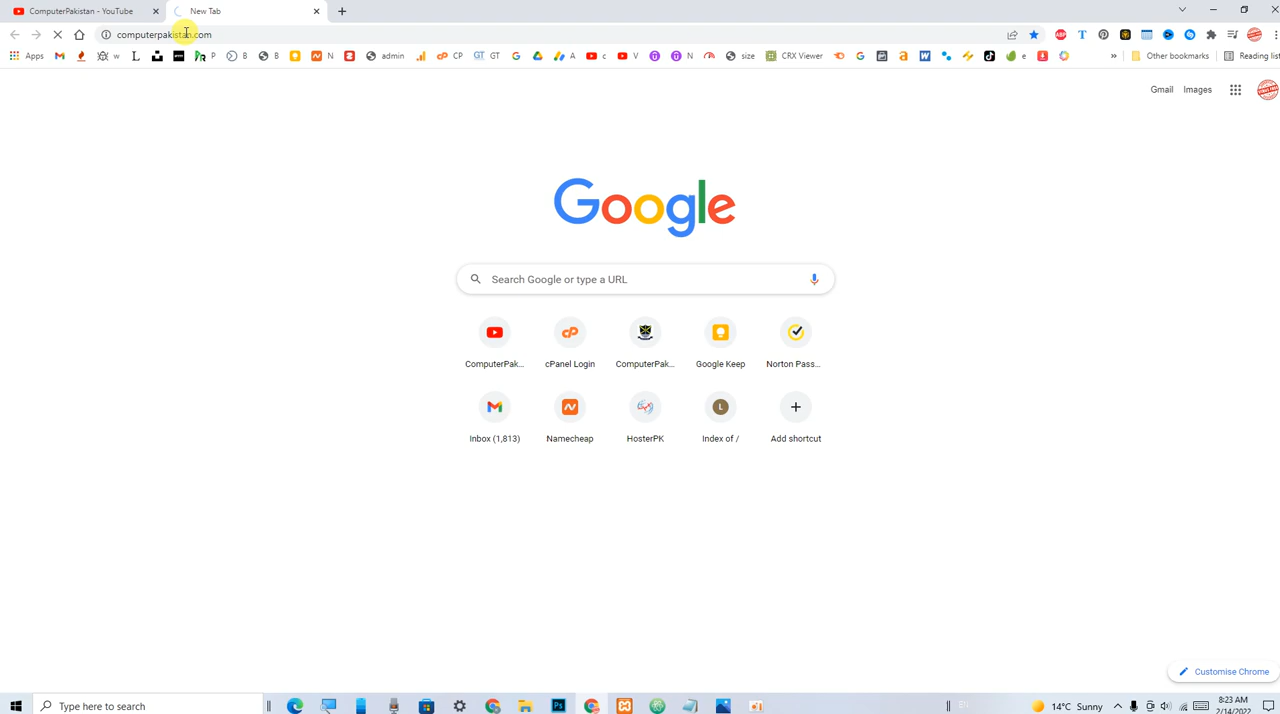 ComputerPakistan - YouTube
New Tab
computerpakistan.com
Apps w P B B N admin CP GT GT A c V N size CRX Viewer e » Other bookmarks Reading list
Gmail Images
Google
Search Google or type a URL
ComputerPak... cPanel Login ComputerPak... Google Keep Norton Pass...
Inbox (1,813) Namecheap HosterPK Index of / Add shortcut
Customise Chrome
Type here to search
EN
14°C Sunny
8:23 AM
2/14/2022